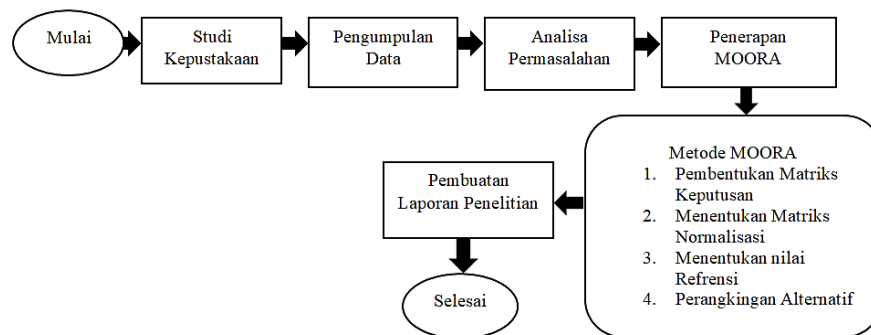 Mulai
Studi
Kepustakaan
Pengumpulan
Data
Analisa
Permasalahan
Penerapan
MOORA
Metode MOORA
1. Pembentukan Matriks
Keputusan
2. Menentukan Matriks
Normalisasi
3. Menentukan nilai
Refrensi
4. Perangkingan Alternatif
Pembuatan
Laporan Penelitian
Selesai